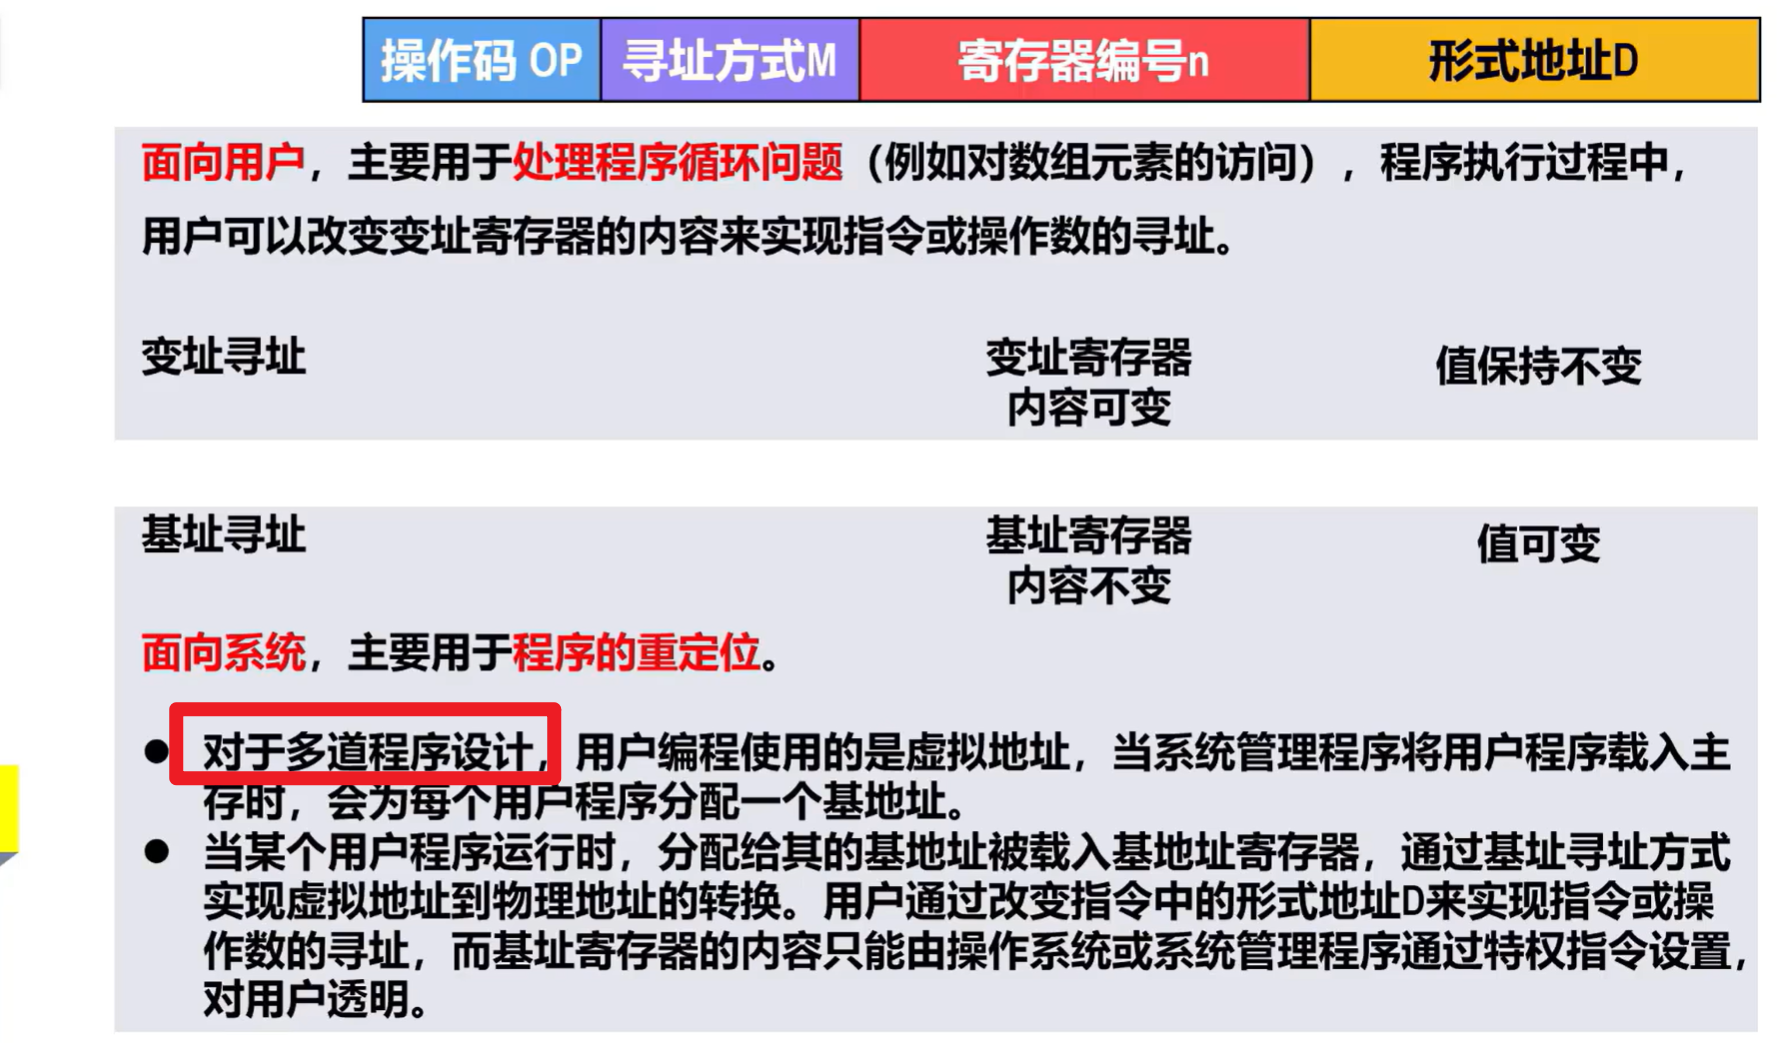 操作码 OP 寻址方式M 寄存器编号n 形式地址D
面向用户，主要用于处理程序循环问题（例如对数组元素的访问），程序执行过程中，
用户可以改变变址寄存器的内容来实现指令或操作数的寻址。
变址寻址 变址寄存器 值保持不变
内容可变
基址寻址 基址寄存器 值可变
内容不变
面向系统，主要用于程序的重定位。
● 对于多道程序设计，用户编程使用的是虚拟地址，当系统管理程序将用户程序载入主
存时，会为每个用户程序分配一个基地址。
● 当某个用户程序运行时，分配给其的基地址被载入基地址寄存器，通过基址寻址方式
实现虚拟地址到物理地址的转换。用户通过改变指令中的形式地址D来实现指令或操
作数的寻址，而基址寄存器的内容只能由操作系统或系统管理程序通过特权指令设置，
对用户透明。